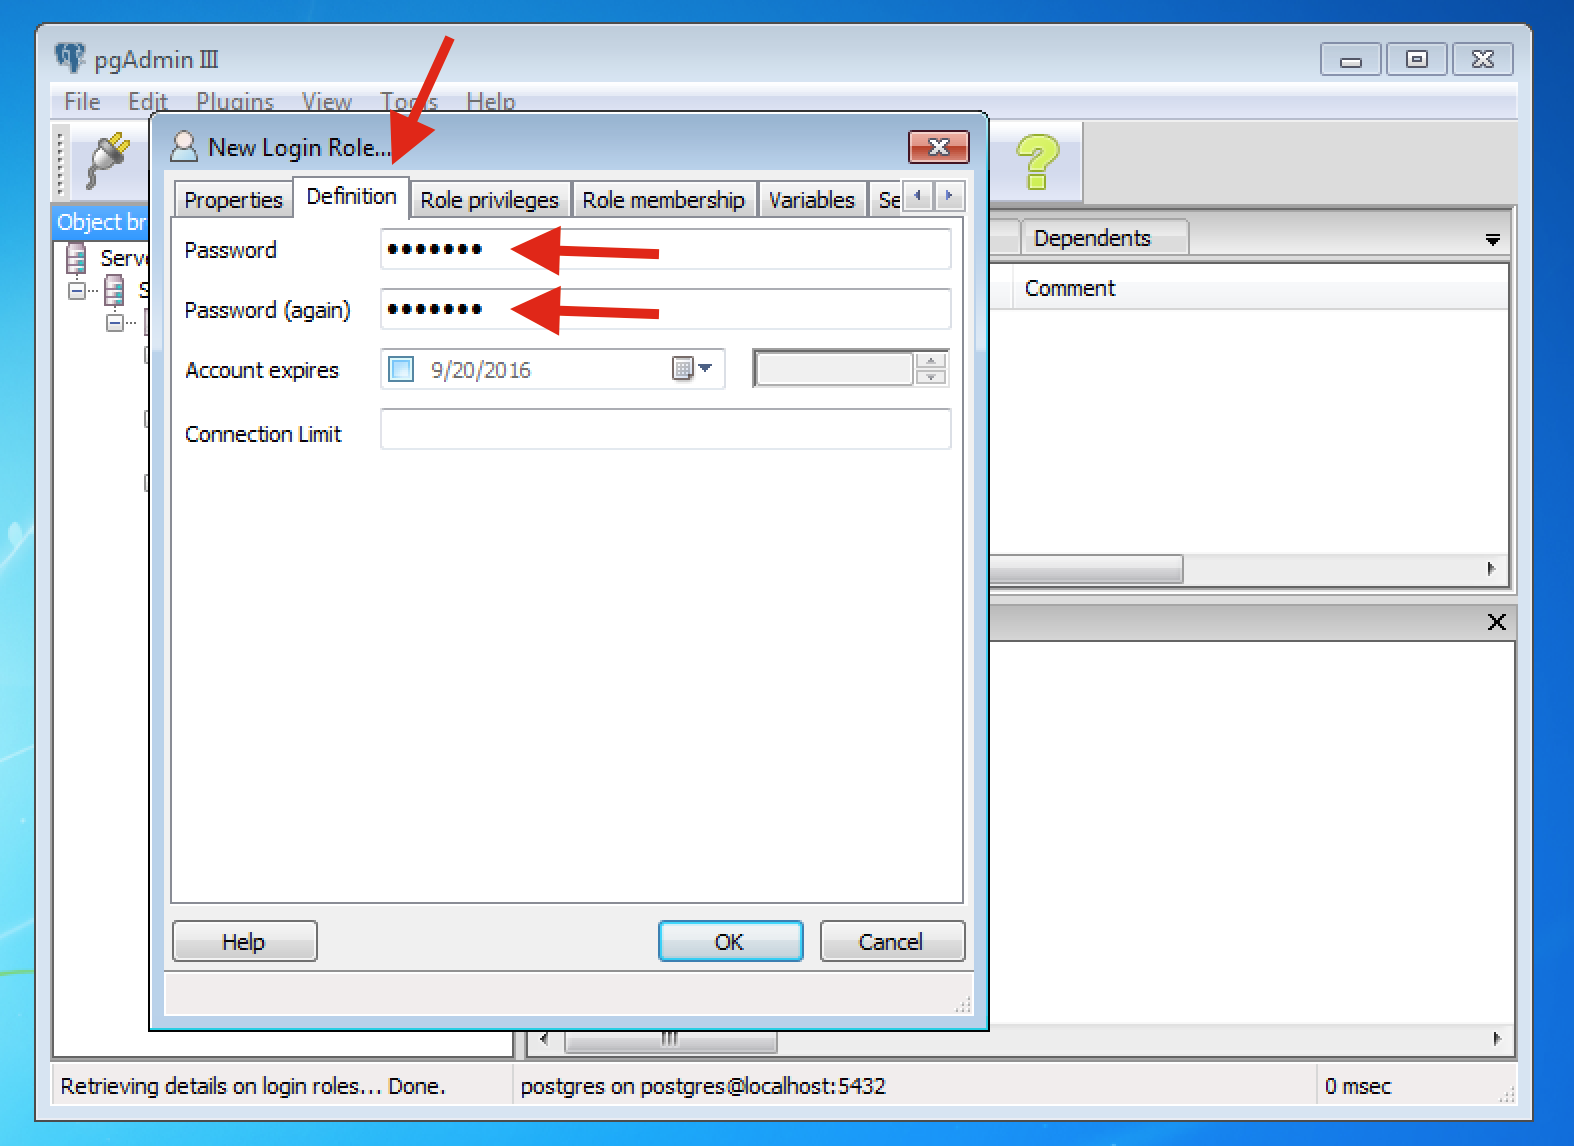 pgAdmin III
File Edit Plugins View Tools Help
New Login Role...
Properties Definition Role privileges Role membership Variables Se
Object br
Dependents
Serv
S
Comment
Password
Password (again)
Account expires 9/20/2016
Connection Limit
Help OK Cancel
Retrieving details on login roles... Done. postgres on postgres@localhost:5432 0 msec